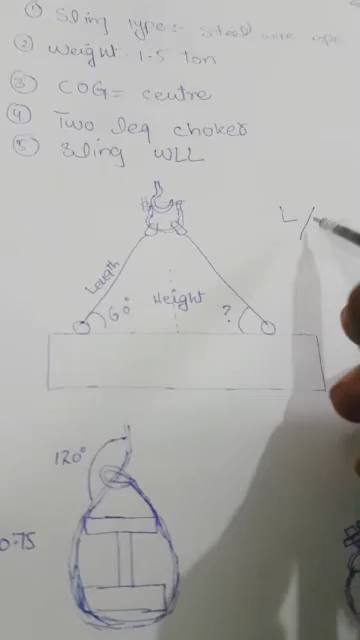 ① Sling Type:- Steel wire rope
② Weight 1.5 ton
③ COG = centre
④ Two leg choker
⑤ Sling WLL
L /
Length
Height
60° ?
120°
0.75